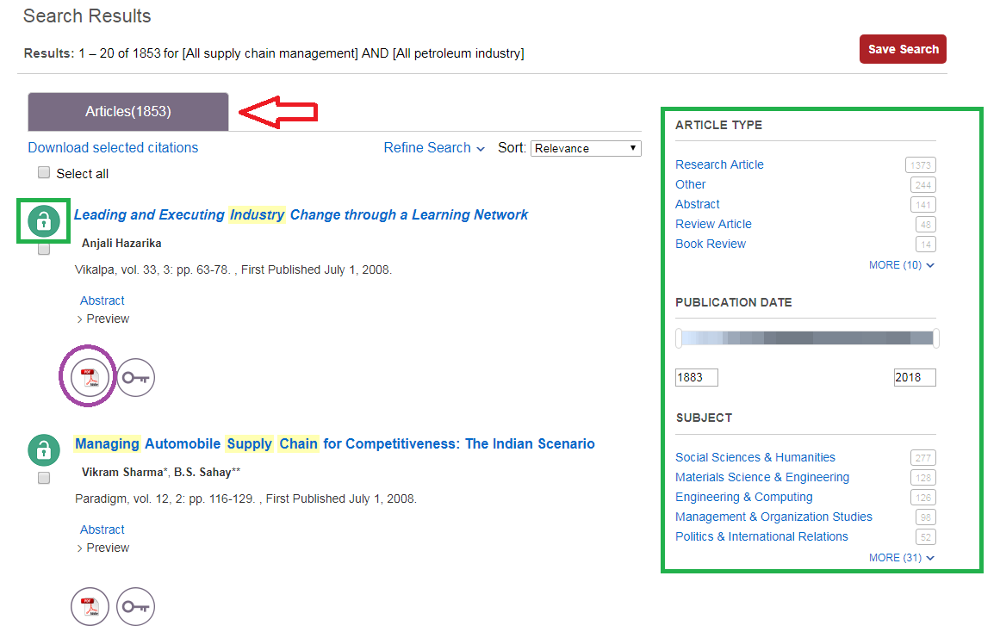 Search Results
Results: 1 – 20 of 1853 for [All supply chain management] AND [All petroleum industry]
Save Search
Articles(1853)
Download selected citations
Refine Search
Sort: Relevance
Select all
Leading and Executing Industry Change through a Learning Network
Anjali Hazarika
Vikalpa, vol. 33, 3: pp. 63-78. , First Published July 1, 2008.
Abstract
> Preview
PDF
Managing Automobile Supply Chain for Competitiveness: The Indian Scenario
Vikram Sharma*, B.S. Sahay**
Paradigm, vol. 12, 2: pp. 116-129. , First Published July 1, 2008.
Abstract
> Preview
PDF
ARTICLE TYPE
Research Article 1373
Other 244
Abstract 141
Review Article 46
Book Review 14
MORE (10)
PUBLICATION DATE
1883 2018
SUBJECT
Social Sciences & Humanities 277
Materials Science & Engineering 128
Engineering & Computing 126
Management & Organization Studies 98
Politics & International Relations 52
MORE (31)